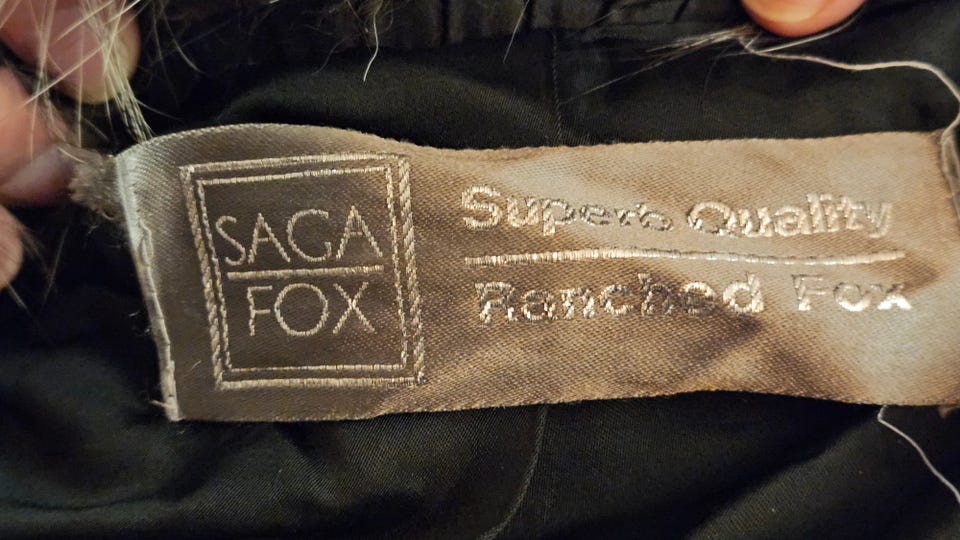 SAGA
FOX
Superb Quality
Ranched Fox